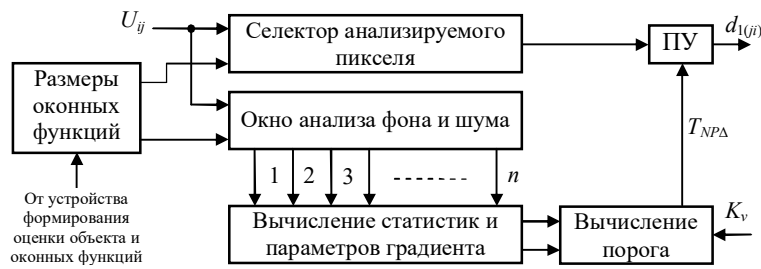 U_ij
Селектор анализируемого
пикселя
ПУ
d_1(ji)
Размеры
оконных
функций
Окно анализа фона и шума
T_NPΔ
1 2 3 n
От устройства
формирования
оценки объекта и
оконных функций
Вычисление статистик и
параметров градиента
Вычисление
порога
K_v